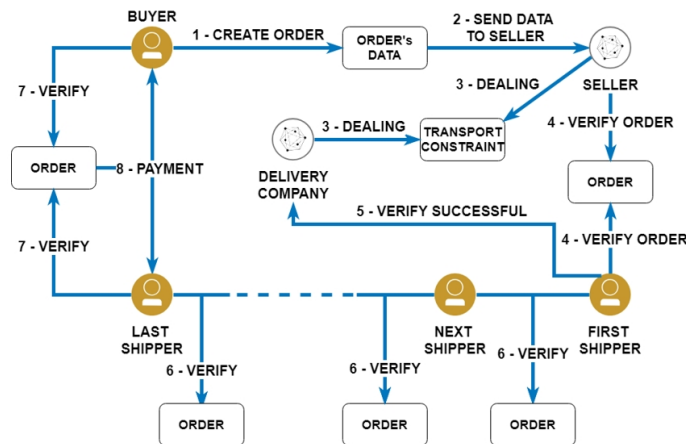 BUYER
1 - CREATE ORDER
ORDER's
DATA
2 - SEND DATA
TO SELLER
SELLER
7 - VERIFY
3 - DEALING
3 - DEALING
TRANSPORT
CONSTRAINT
4 - VERIFY ORDER
ORDER
8 - PAYMENT
DELIVERY
COMPANY
ORDER
5 - VERIFY SUCCESSFUL
7 - VERIFY
4 - VERIFY ORDER
LAST
SHIPPER
NEXT
SHIPPER
FIRST
SHIPPER
6 - VERIFY
6 - VERIFY
6 - VERIFY
ORDER
ORDER
ORDER